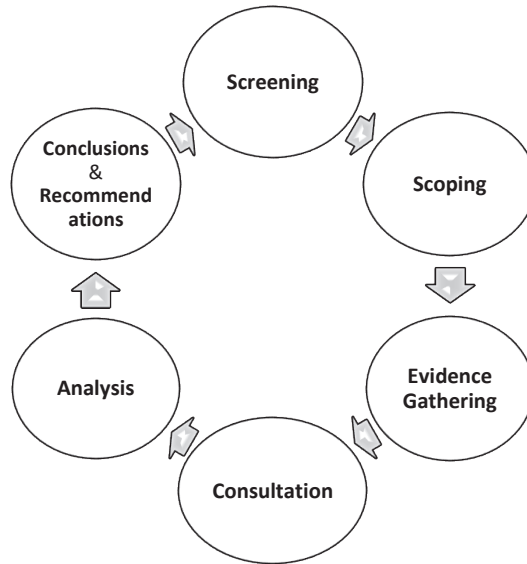 Screening
Scoping
Evidence
Gathering
Consultation
Analysis
Conclusions
&
Recommend
ations